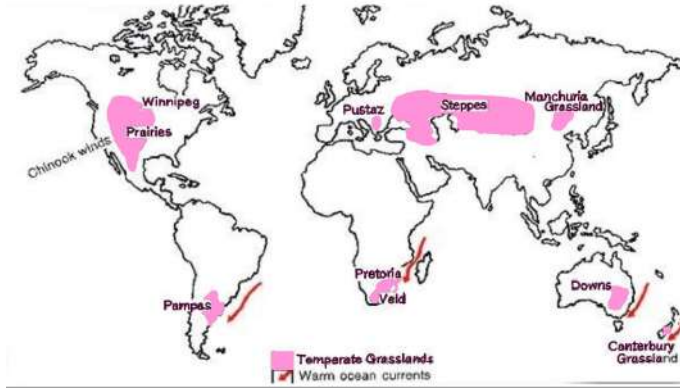 Winnipeg
Prairies
Chinook winds
Pustaz
Steppes
Manchuria
Grassland
Pampas
Pretoria
Veld
Downs
Canterbury
Grassland
Temperate Grasslands
Warm ocean currents